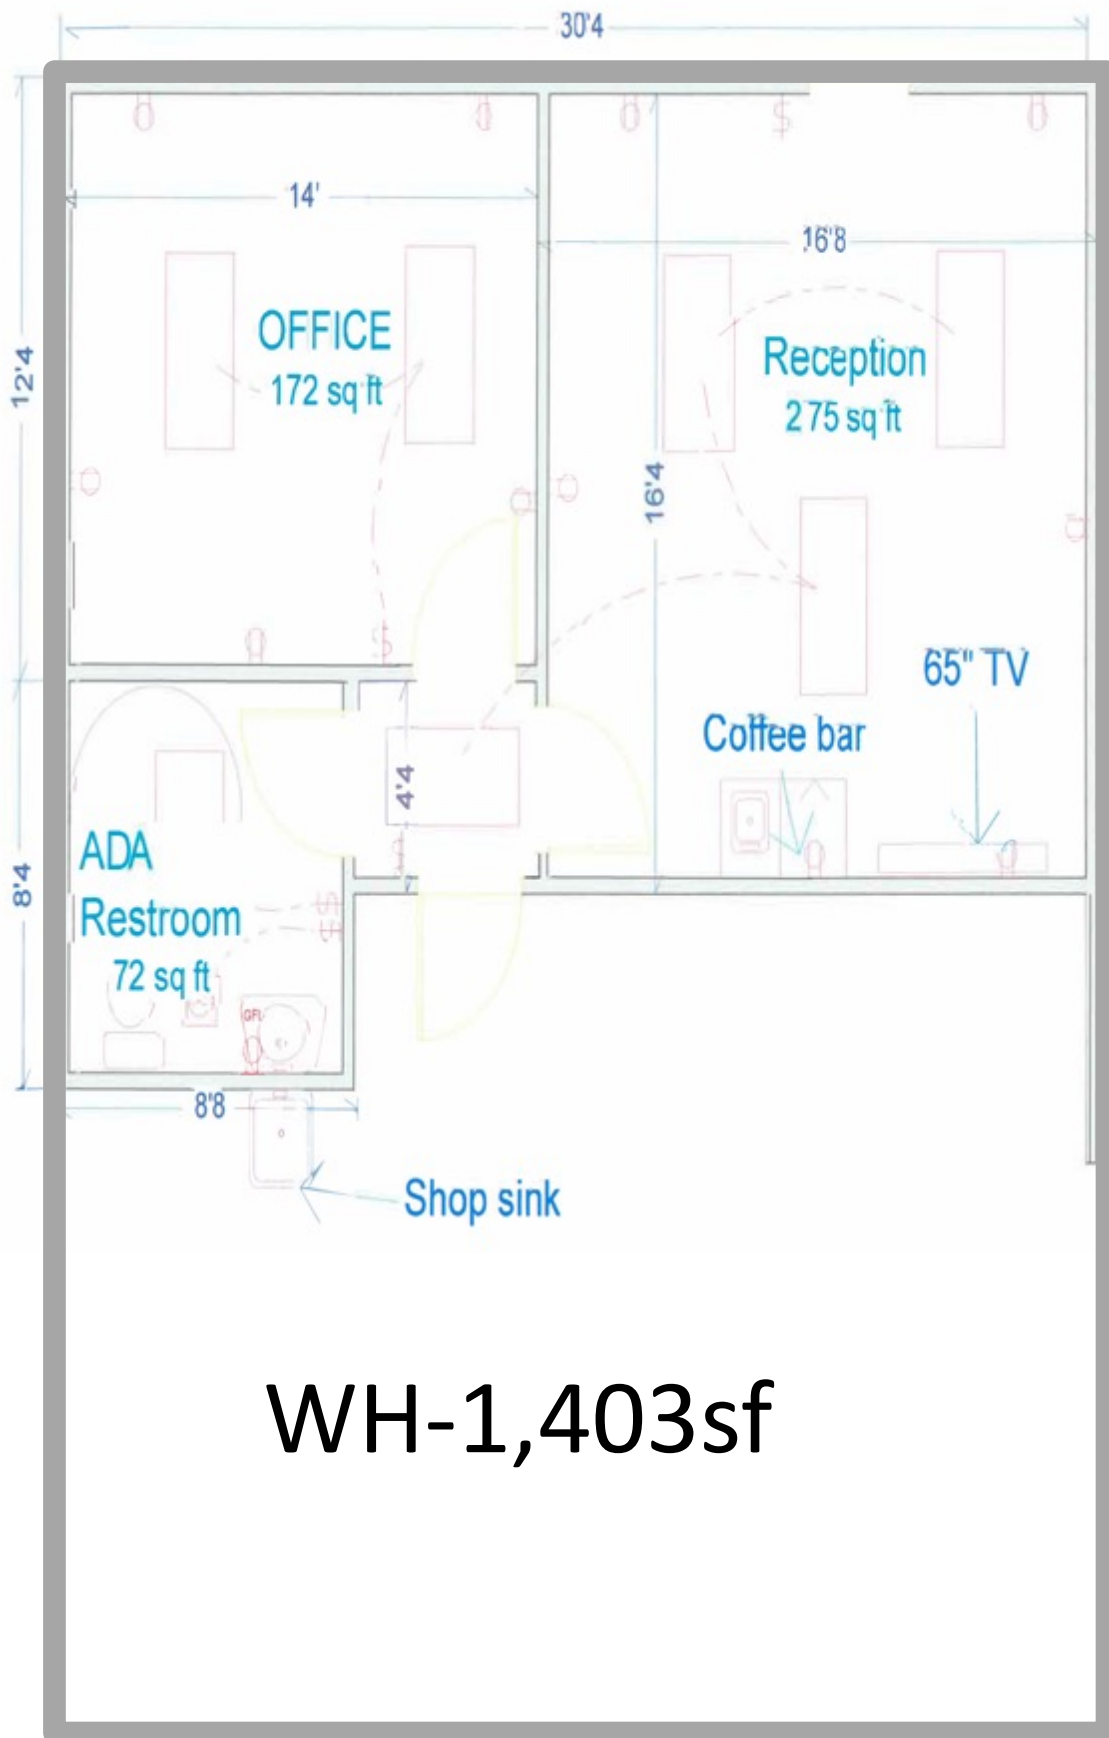 30'4
14'
16'8
12'4
OFFICE
172 sq ft
Reception
275 sq ft
16'4
65" TV
Coffee bar
4'4
8'4
ADA
Restroom
72 sq ft
$
$
$
$
$$
GFI
8'8
Shop sink
WH-1,403sf